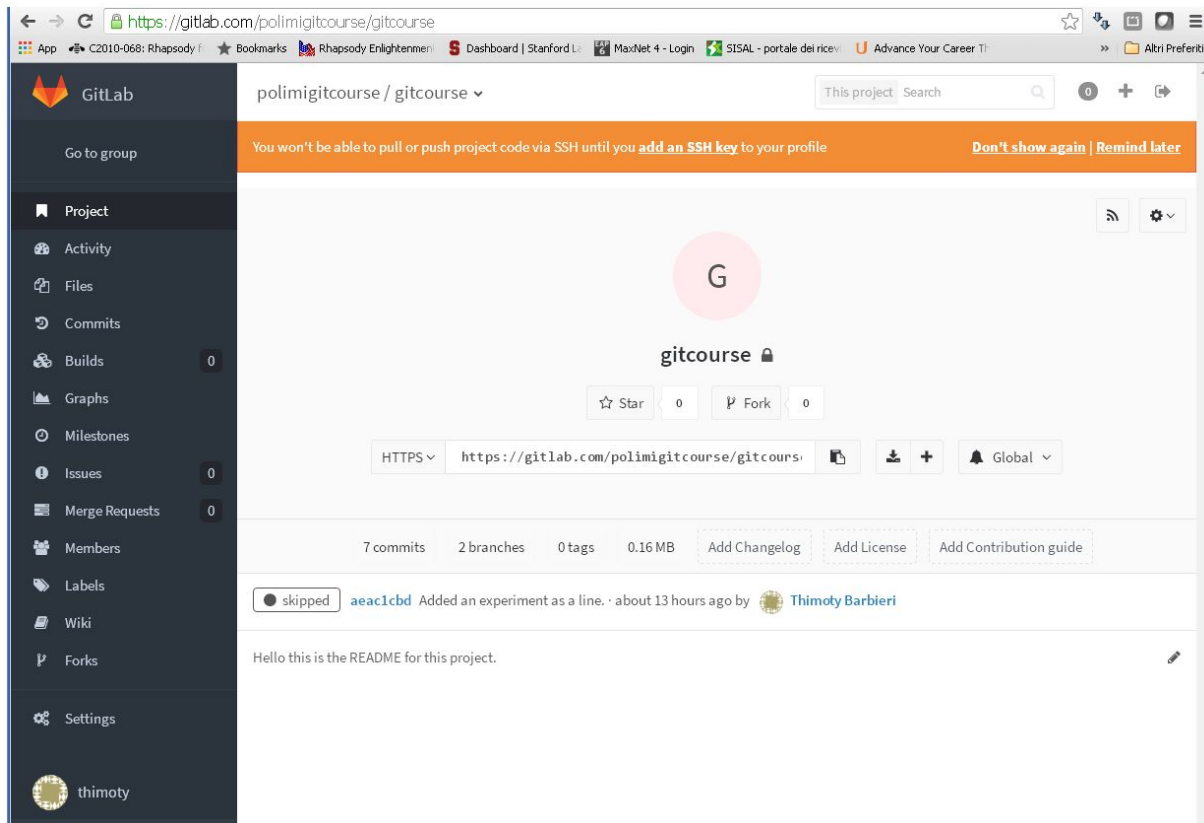 https://gitlab.com/polimigitcourse/gitcourse
App C2010-068: Rhapsody f Bookmarks Rhapsody Enlightenmen Dashboard | Stanford La MaxNet 4 - Login SISAL - portale dei ricevi Advance Your Career Th » Altri Preferiti
GitLab
polimigitcourse / gitcourse
This project Search
0
Go to group
You won't be able to pull or push project code via SSH until you add an SSH key to your profile
Don't show again | Remind later
Project
Activity
Files
Commits
Builds 0
Graphs
Milestones
Issues 0
Merge Requests 0
Members
Labels
Wiki
Forks
Settings
thimoty
G
gitcourse
Star 0 Fork 0
HTTPS https://gitlab.com/polimigitcourse/gitcours Global
7 commits 2 branches 0 tags 0.16 MB Add Changelog Add License Add Contribution guide
skipped aeac1cbd Added an experiment as a line. · about 13 hours ago by Thimoty Barbieri
Hello this is the README for this project.